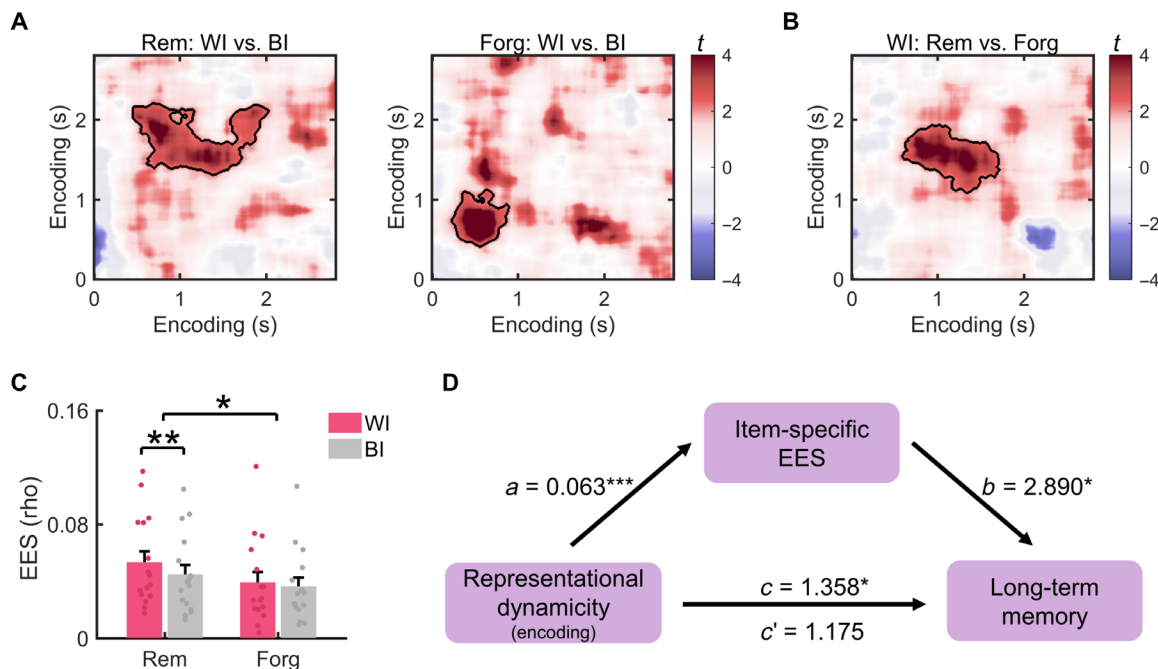 A
Rem: WI vs. BI
Encoding (s)
2
1
0
0 1 2
Encoding (s)
Forg: WI vs. BI
Encoding (s)
2
1
0
0 1 2
Encoding (s)
t
4
2
0
−2
−4
B
WI: Rem vs. Forg
Encoding (s)
2
1
0
0 1 2
Encoding (s)
t
4
2
0
−2
−4
C
EES (rho)
0.16
0.08
0
*
**
WI
BI
Rem Forg
D
Item-specific
EES
a = 0.063***
b = 2.890*
Representational
dynamicity
(encoding)
c = 1.358*
c' = 1.175
Long-term
memory